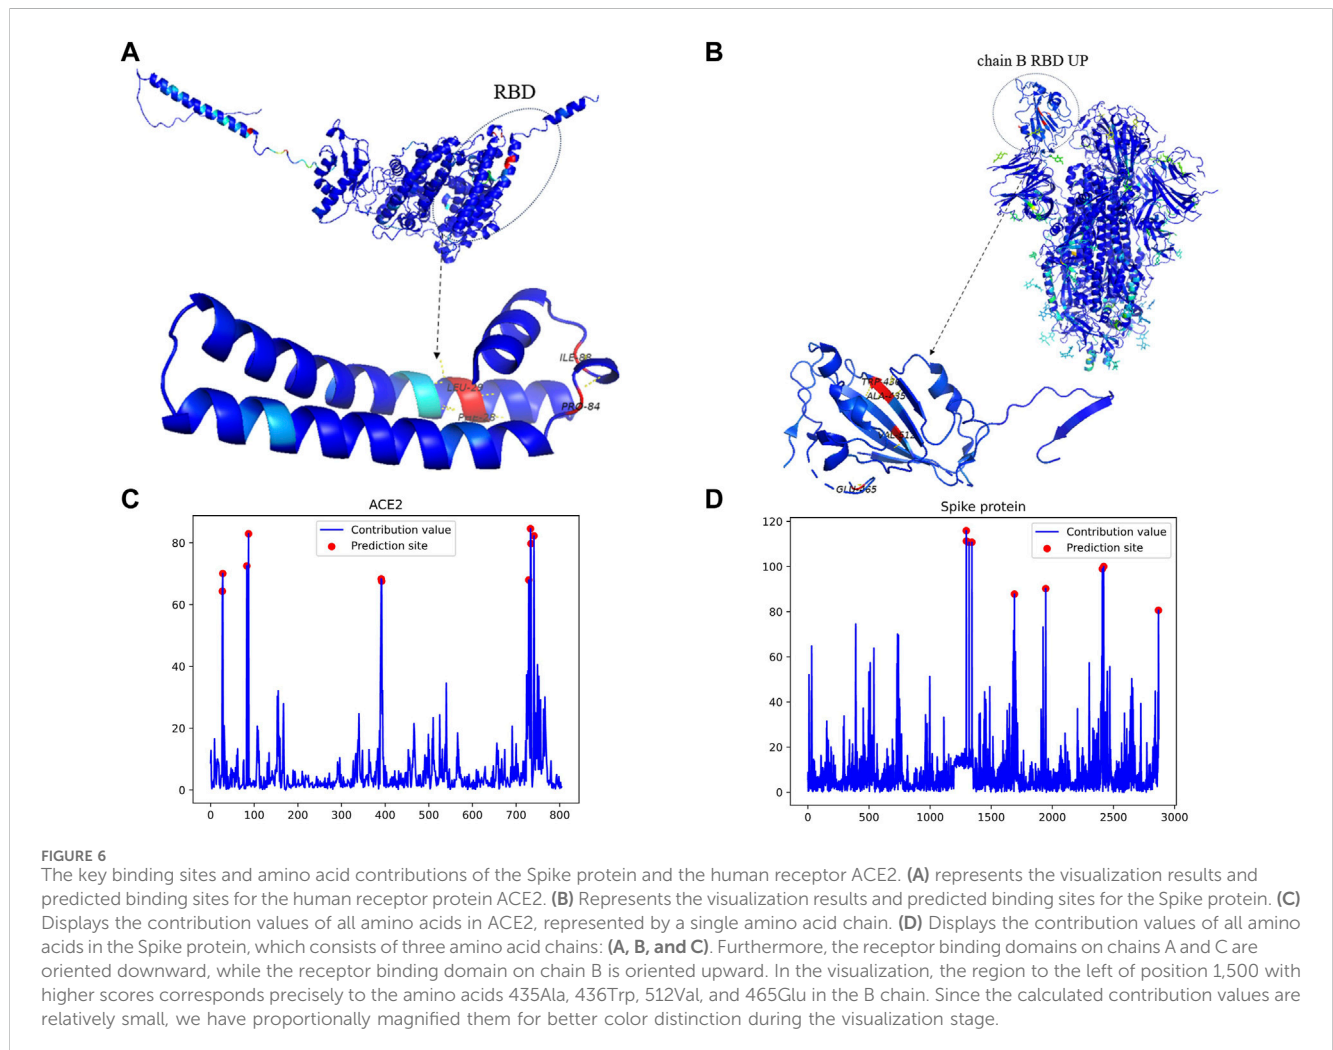 A
RBD
ILE-88
LEU-29
PRO-84
B
chain B RBD UP
TRP-436
ALA-435
VAL-512
GLU-465
C
ACE2
Contribution value
Prediction site
80
60
40
20
0
0 100 200 300 400 500 600 700 800
D
Spike protein
Contribution value
Prediction site
120
100
80
60
40
20
0
0 500 1000 1500 2000 2500 3000
FIGURE 6
The key binding sites and amino acid contributions of the Spike protein and the human receptor ACE2. (A) represents the visualization results and
predicted binding sites for the human receptor protein ACE2. (B) Represents the visualization results and predicted binding sites for the Spike protein. (C)
Displays the contribution values of all amino acids in ACE2, represented by a single amino acid chain. (D) Displays the contribution values of all amino
acids in the Spike protein, which consists of three amino acid chains: (A, B, and C). Furthermore, the receptor binding domains on chains A and C are
oriented downward, while the receptor binding domain on chain B is oriented upward. In the visualization, the region to the left of position 1,500 with
higher scores corresponds precisely to the amino acids 435Ala, 436Trp, 512Val, and 465Glu in the B chain. Since the calculated contribution values are
relatively small, we have proportionally magnified them for better color distinction during the visualization stage.